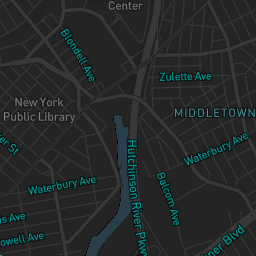 Center
Blondell Ave
Zulette Ave
New York
Public Library
MIDDLETOWN
Hutchinson River Pkwy
Waterbury Ave
Waterbury Ave
Balcom Ave